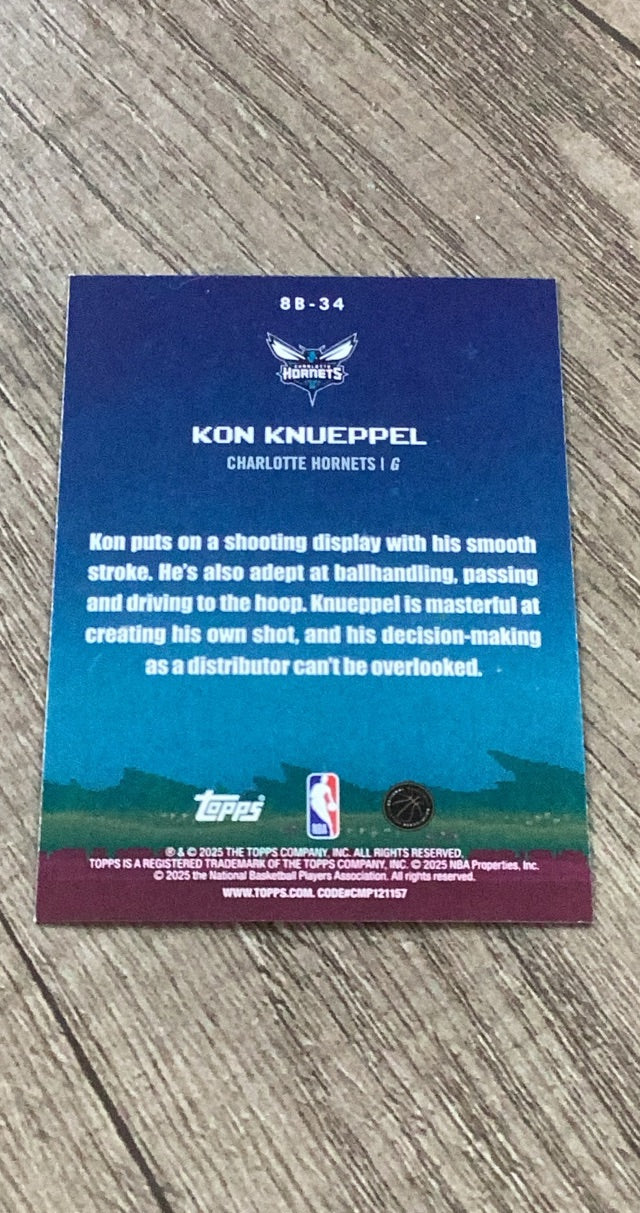 8B-34
CHARLOTTE
HORNETS
KON KNUEPPEL
CHARLOTTE HORNETS | G
Kon puts on a shooting display with his smooth
stroke. He's also adept at ballhandling, passing
and driving to the hoop. Knueppel is masterful at
creating his own shot, and his decision-making
as a distributor can't be overlooked.
Topps NBA
® & © 2025 THE TOPPS COMPANY, INC. ALL RIGHTS RESERVED.
TOPPS IS A REGISTERED TRADEMARK OF THE TOPPS COMPANY, INC. © 2025 NBA Properties, Inc.
© 2025 the National Basketball Players Association. All rights reserved.
WWW.TOPPS.COM. CODE#CMP121157